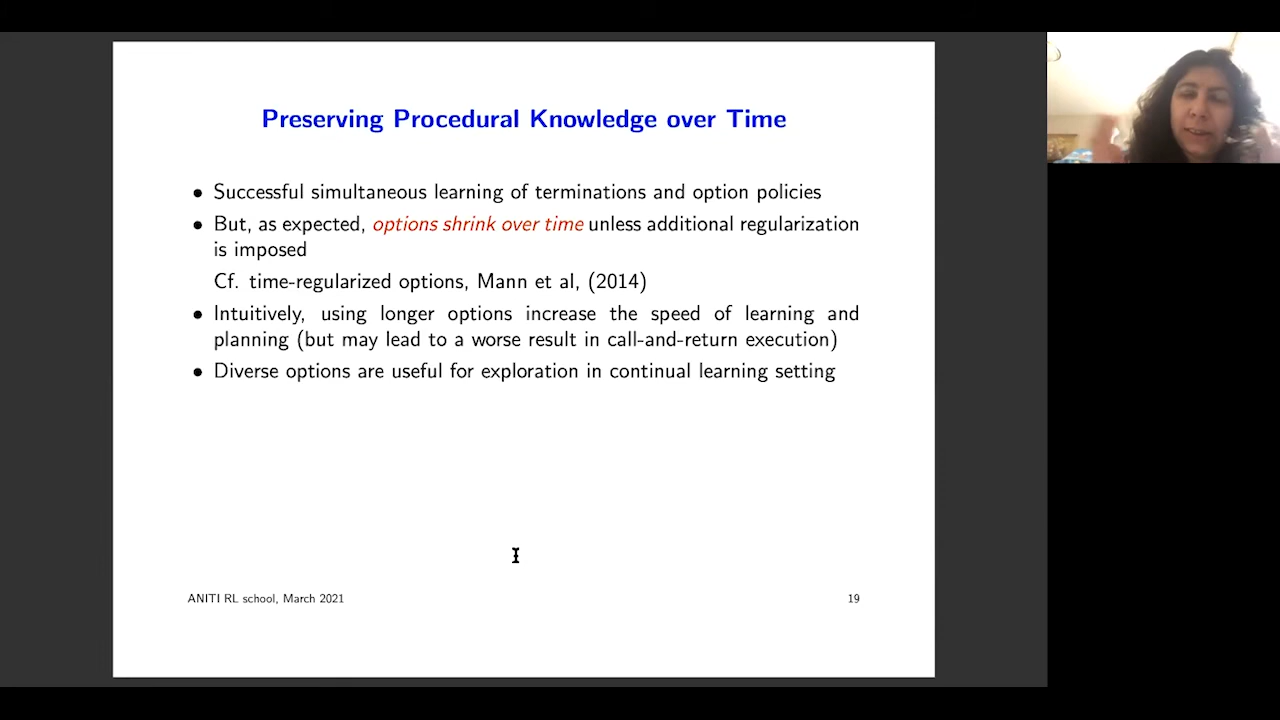 Preserving Procedural Knowledge over Time
• Successful simultaneous learning of terminations and option policies
• But, as expected, options shrink over time unless additional regularization
is imposed
Cf. time-regularized options, Mann et al, (2014)
• Intuitively, using longer options increase the speed of learning and
planning (but may lead to a worse result in call-and-return execution)
• Diverse options are useful for exploration in continual learning setting
ANITI RL school, March 2021
19